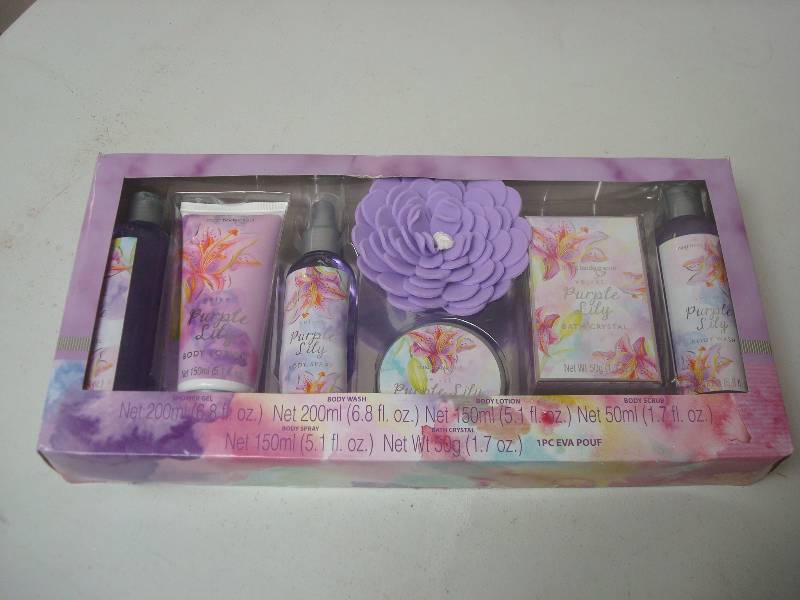 Purple
Lily
BODY LOTION
Net 150ml (5.1 fl. oz.)
Purple
Lily
BODY SPRAY
Purple Lily
Purple
Lily
BATH CRYSTAL
Net Wt 50g (1.7 oz.)
Purple
Lily
BODY WASH
SHOWER GEL BODY WASH BODY LOTION BODY SCRUB
Net 200ml (6.8 fl. oz.) Net 200ml (6.8 fl. oz.) Net 150ml (5.1 fl. oz.) Net 50ml (1.7 fl. oz.)
BODY SPRAY BATH CRYSTAL
Net 150ml (5.1 fl. oz.) Net Wt 50g (1.7 oz.) 1PC EVA POUF